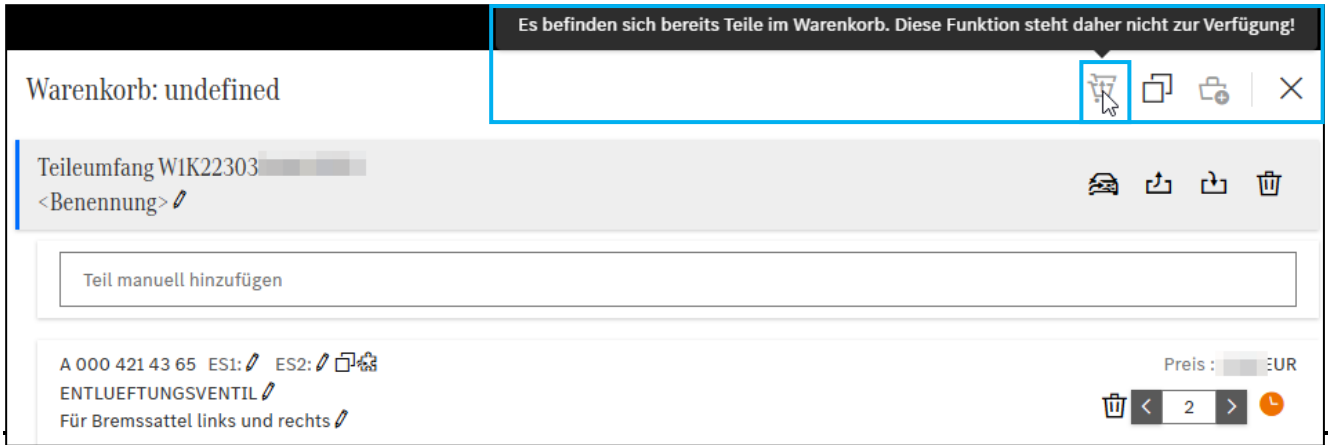 Es befinden sich bereits Teile im Warenkorb. Diese Funktion steht daher nicht zur Verfügung!
Warenkorb: undefined
Teileumfang W1K22303
<Benennung>
Teil manuell hinzufügen
A 000 421 43 65 ES1: ES2:
Preis : EUR
ENTLUEFTUNGSVENTIL
2
Für Bremssattel links und rechts